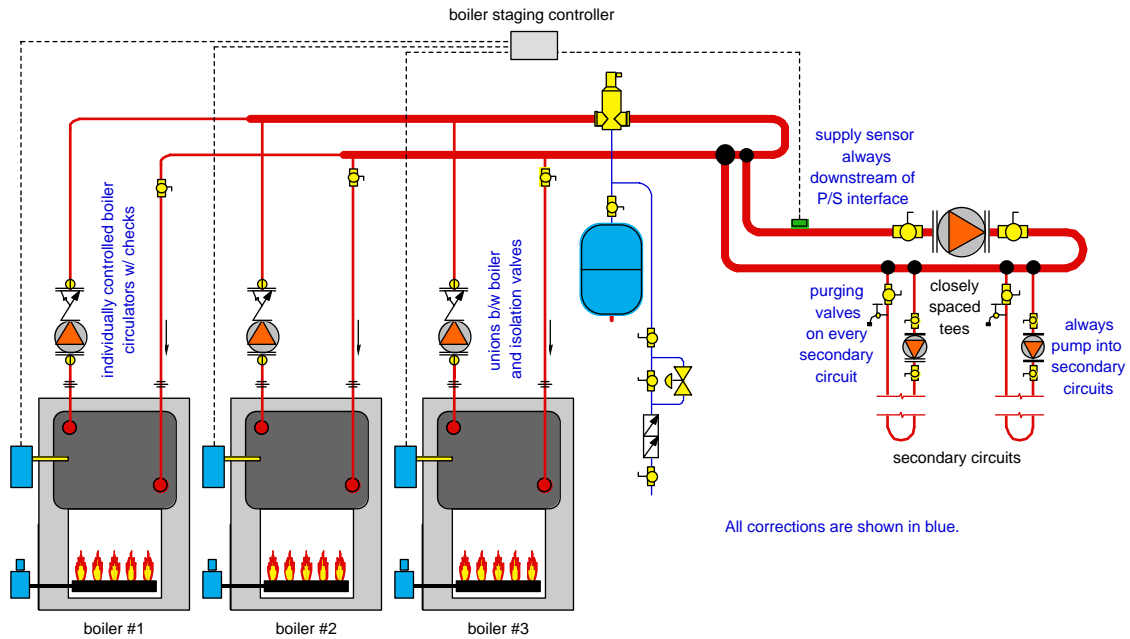 boiler staging controller
supply sensor
always
downstream of
P/S interface
individually controlled boiler
circulators w/ checks
unions b/w boiler
and isolation valves
purging
valves
on every
secondary
circuit
closely
spaced
tees
always
pump into
secondary
circuits
secondary circuits
All corrections are shown in blue.
boiler #1
boiler #2
boiler #3